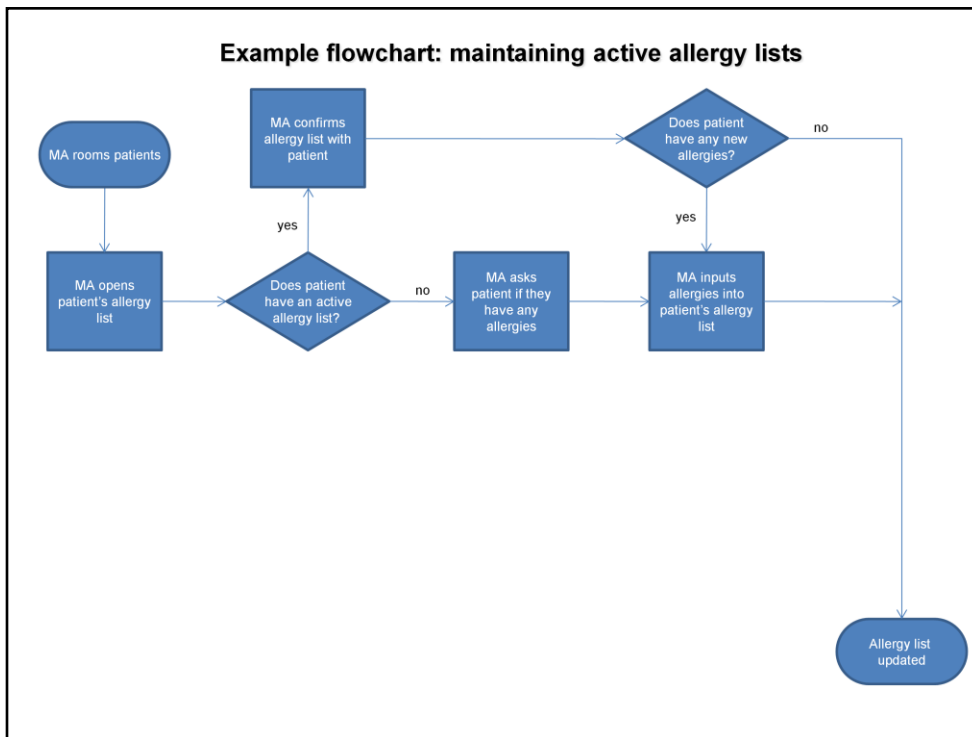 Example flowchart: maintaining active allergy lists
MA rooms patients
MA confirms
allergy list with
patient
Does patient
have any new
allergies?
no
yes
yes
MA opens
patient's allergy
list
Does patient
have an active
allergy list?
no
MA asks
patient if they
have any
allergies
MA inputs
allergies into
patient's allergy
list
Allergy list
updated